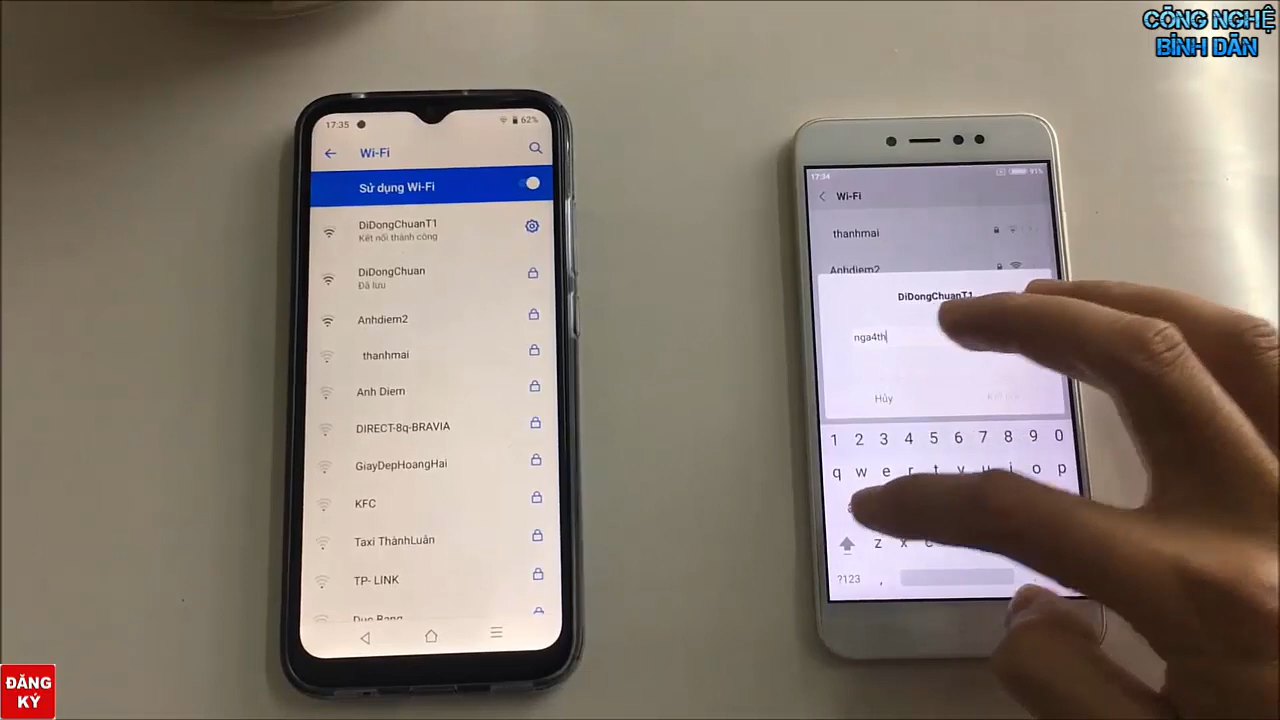 CÔNG NGHỆ
BÌNH DÂN
17:35
62%
Wi-Fi
Sử dụng Wi-Fi
DiDongChuanT1
Kết nối thành công
DiDongChuan
Đã lưu
Anhdiem2
thanhmai
Anh Diem
DIRECT-8q-BRAVIA
GiayDepHoangHai
KFC
Taxi ThànhLuân
TP- LINK
17:34
91%
Wi-Fi
thanhmai
Anhdiem2
DiDongChuanT1
nga4th
Hủy
1 2 3 4 5 6 7 8 9 0
q w e r t y u i o p
z x c
?123 ,
ĐĂNG
KÝ